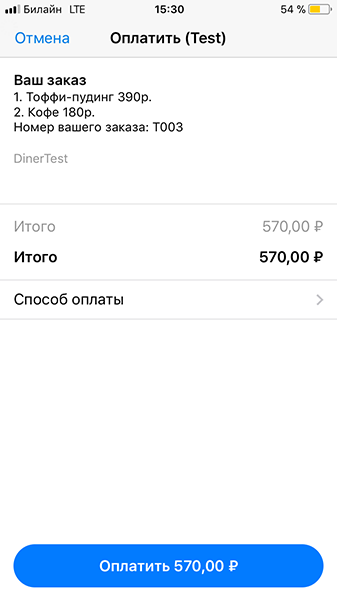 Билайн LTE 15:30 54 %
Отмена Оплатить (Test)
Ваш заказ
1. Тоффи-пудинг 390р.
2. Кофе 180р.
Номер вашего заказа: T003
DinerTest
Итого 570,00 ₽
Итого 570,00 ₽
Способ оплаты
Оплатить 570,00 ₽